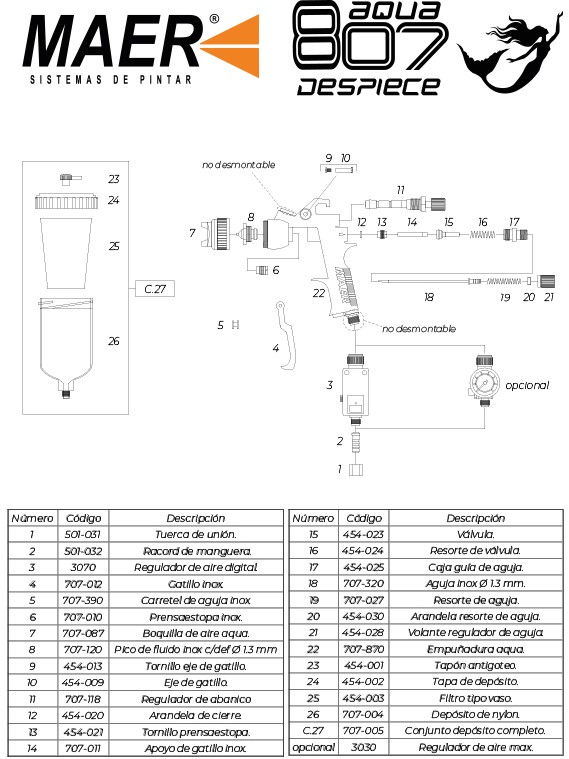 MAER®
SISTEMAS DE PINTAR
aqua
807
DESPIECE
no desmontable
9 10
23
24
25
26
C.27
7
8
6
11
12 13 14 15 16 17
18 19 20 21
22
MAER
5
4
no desmontable
3
opcional
2
1
Número Código Descripción
1 501-031 Tuerca de unión.
2 501-032 Racord de manguera.
3 3070 Regulador de aire digital.
4 707-012 Gatillo inox.
5 707-390 Carretel de aguja inox
6 707-010 Prensaestopa inox.
7 707-087 Boquilla de aire aqua.
8 707-120 Pico de fluido inox c/def Ø 1.3 mm
9 454-013 Tornillo eje de gatillo.
10 454-009 Eje de gatillo.
11 707-118 Regulador de abanico
12 454-020 Arandela de cierre.
13 454-021 Tornillo prensaestopa.
14 707-011 Apoyo de gatillo inox.
Número Código Descripción
15 454-023 Válvula.
16 454-024 Resorte de válvula.
17 454-025 Caja guía de aguja.
18 707-320 Aguja inox Ø 1.3 mm.
19 707-027 Resorte de aguja.
20 454-030 Arandela resorte de aguja.
21 454-028 Volante regulador de aguja.
22 707-870 Empuñadura aqua.
23 454-001 Tapón antigoteo.
24 454-002 Tapa de depósito.
25 454-003 Filtro tipo vaso.
26 707-004 Depósito de nylon.
C.27 707-005 Conjunto depósito completo.
opcional 3030 Regulador de aire max.